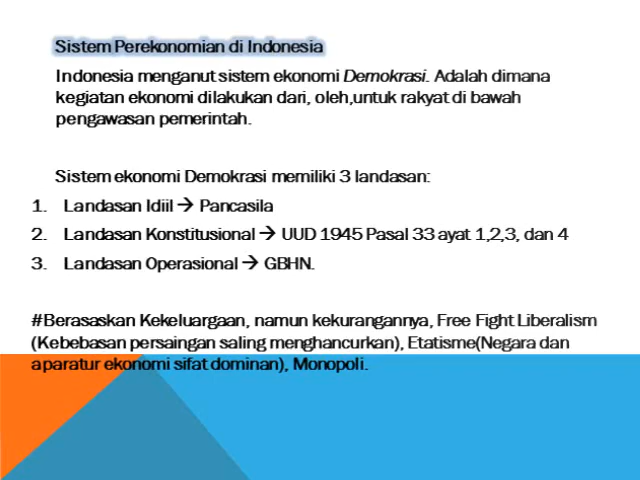 Sistem Perekonomian di Indonesia
Indonesia menganut sistem ekonomi Demokrasi. Adalah dimana
kegiatan ekonomi dilakukan dari, oleh,untuk rakyat di bawah
pengawasan pemerintah.
Sistem ekonomi Demokrasi memiliki 3 landasan:
1. Landasan Idiil → Pancasila
2. Landasan Konstitusional → UUD 1945 Pasal 33 ayat 1,2,3, dan 4
3. Landasan Operasional → GBHN.
#Berasaskan Kekeluargaan, namun kekurangannya, Free Fight Liberalism
(Kebebasan persaingan saling menghancurkan), Etatisme(Negara dan
aparatur ekonomi sifat dominan), Monopoli.